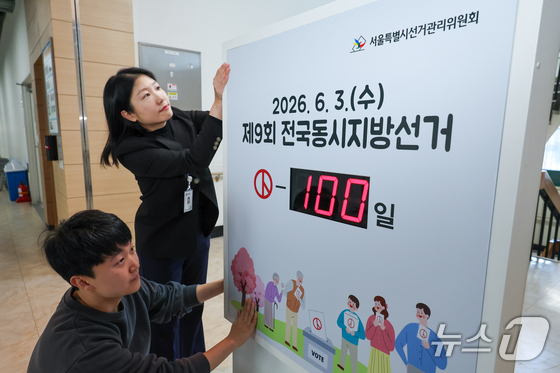 서울특별시선거관리위원회
2026. 6. 3.(수)
제9회 전국동시지방선거
- 100 일
VOTE
뉴스1